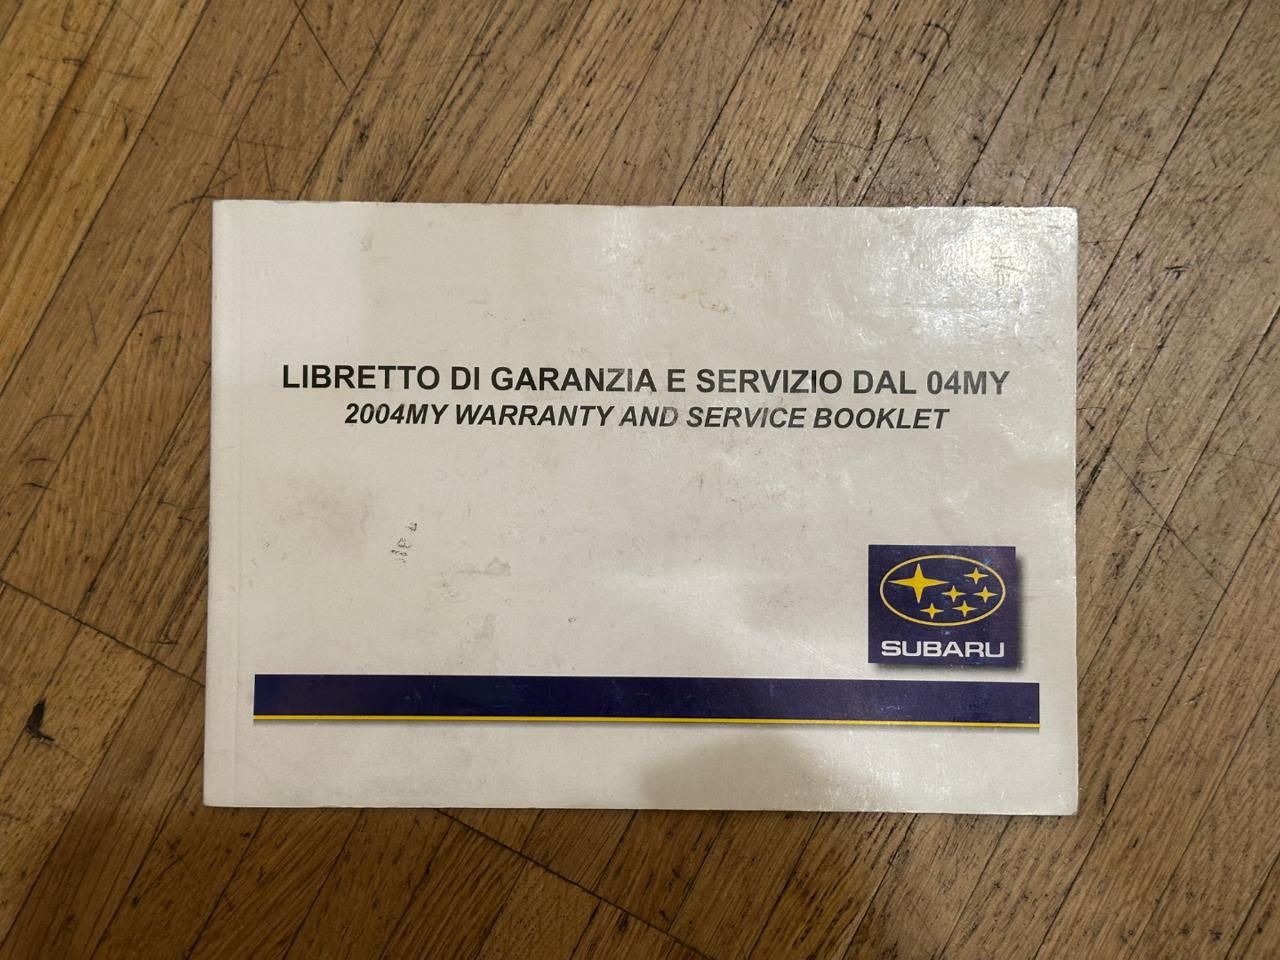 LIBRETTO DI GARANZIA E SERVIZIO DAL 04MY
2004MY WARRANTY AND SERVICE BOOKLET
SUBARU